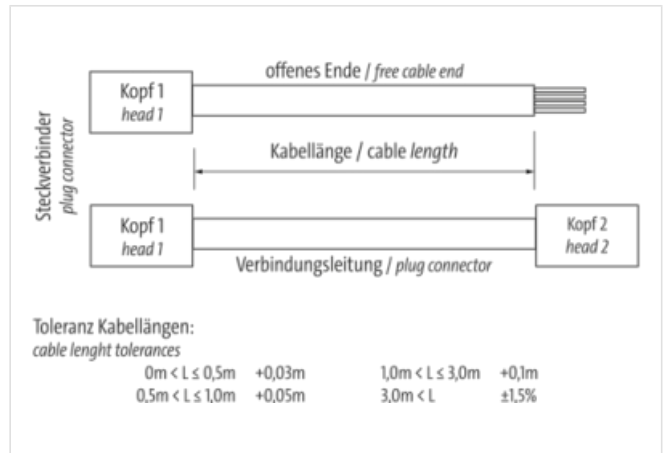 offenes Ende / free cable end
Kopf 1
head 1
Steckverbinder
plug connector
Kabellänge / cable length
Kopf 1
head 1
Kopf 2
head 2
Verbindungsleitung / plug connector
Toleranz Kabellängen:
cable lenght tolerances
0m < L ≤ 0,5m +0,03m 1,0m < L ≤ 3,0m +0,1m
0,5m < L ≤ 1,0m +0,05m 3,0m < L ±1,5%